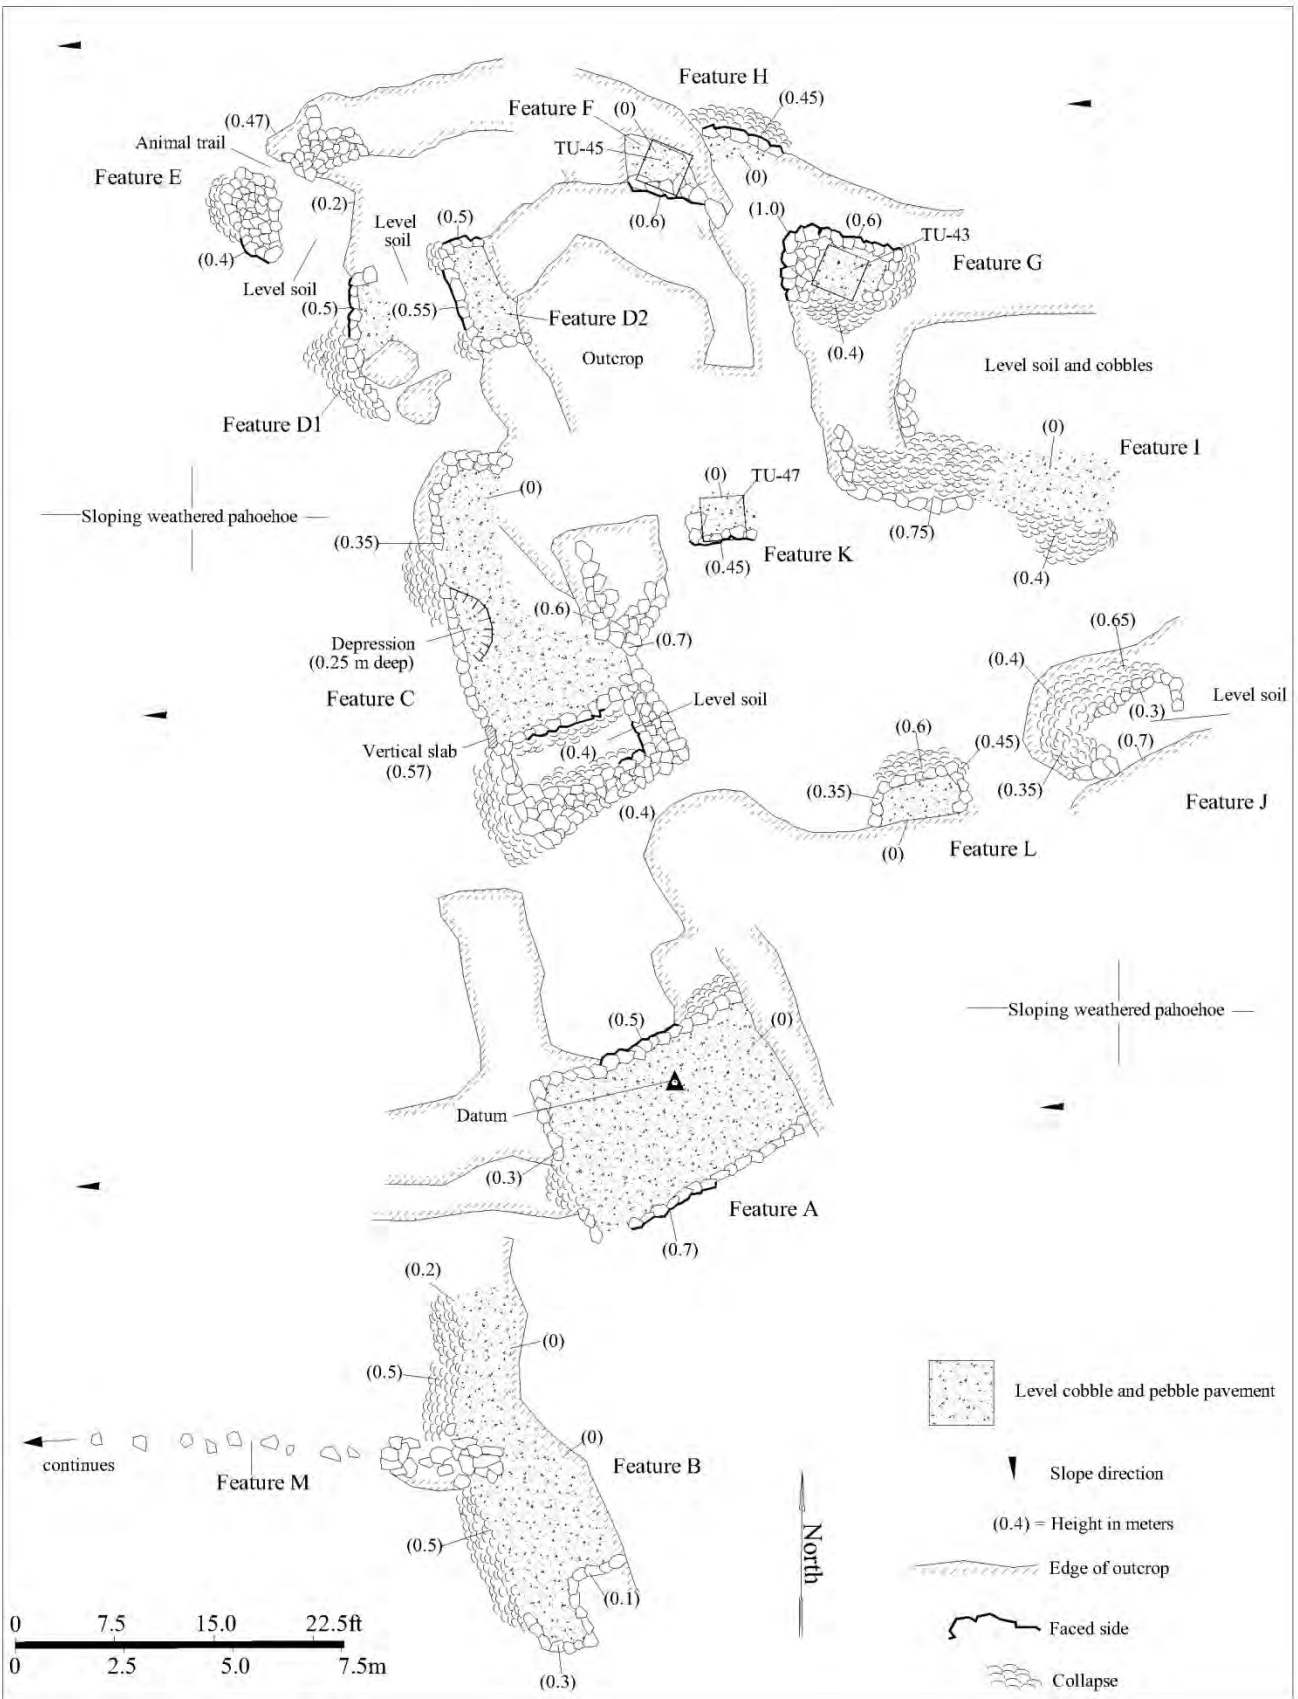 Feature H
(0.45)
Feature F
(0)
(0.47)
Animal trail
TU-45
Feature E
(0)
(0.2)
(0.5)
Level
soil
(0.6)
(1.0)
(0.6)
TU-43
Feature G
(0.4)
Level soil
(0.5)
(0.55)
Feature D2
Outcrop
(0.4)
Level soil and cobbles
Feature D1
(0)
Feature I
(0)
(0)
TU-47
Sloping weathered pahoehoe
(0.35)
(0.75)
Feature K
(0.45)
(0.4)
(0.6)
(0.65)
Depression
(0.25 m deep)
(0.7)
(0.4)
Feature C
Level soil
Level soil
(0.3)
(0.6)
Vertical slab
(0.57)
(0.4)
(0.45)
(0.7)
(0.35)
(0.35)
Feature J
(0.4)
Feature L
(0)
(0.5)
(0)
Sloping weathered pahoehoe
Datum
(0.3)
Feature A
(0.7)
(0.2)
(0)
(0.5)
Level cobble and pebble pavement
(0)
continues
Feature M
Feature B
Slope direction
(0.4) = Height in meters
(0.5)
North
Edge of outcrop
(0.1)
0 7.5 15.0 22.5ft
Faced side
0 2.5 5.0 7.5m
(0.3)
Collapse